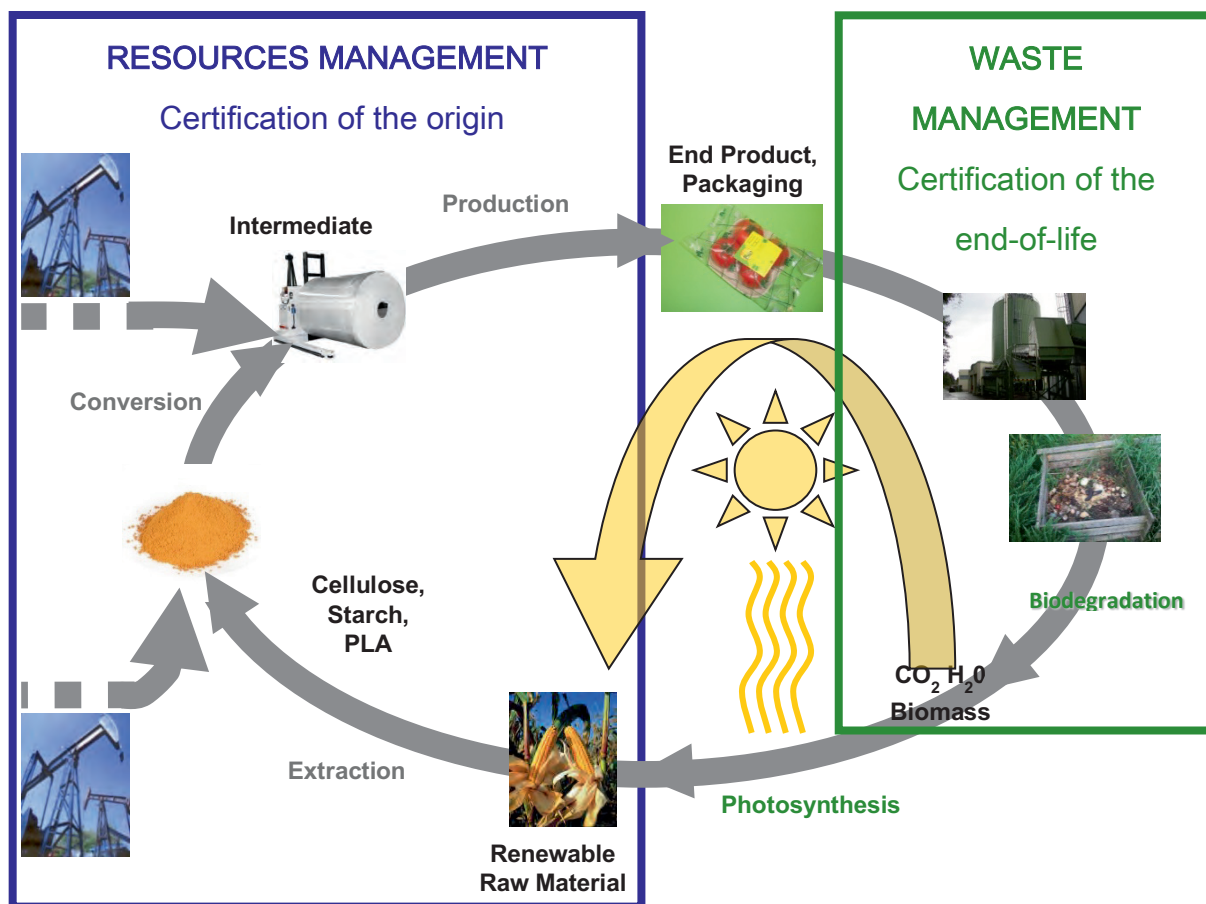 RESOURCES MANAGEMENT
Certification of the origin
WASTE
MANAGEMENT
Certification of the
end-of-life
End Product,
Packaging
Production
Intermediate
Conversion
Cellulose,
Starch,
PLA
Biodegradation
CO₂ H₂0
Biomass
Extraction
Photosynthesis
Renewable
Raw Material